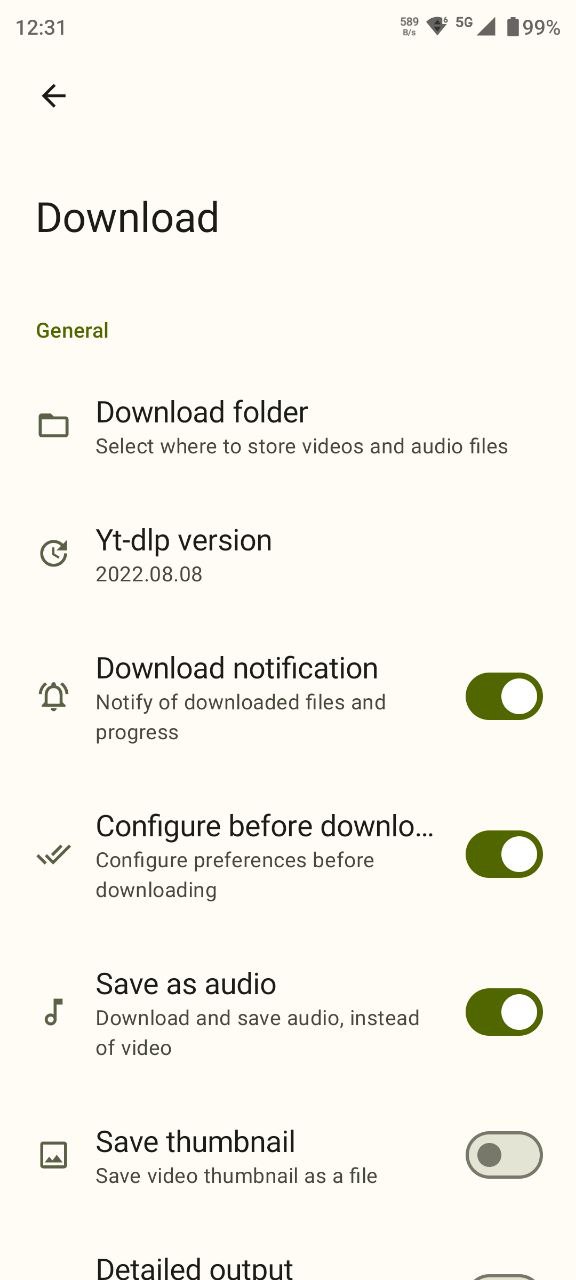 12:31
589
B/s
6
5G
99%
Download
General
Download folder
Select where to store videos and audio files
Yt-dlp version
2022.08.08
Download notification
Notify of downloaded files and
progress
Configure before downlo...
Configure preferences before
downloading
Save as audio
Download and save audio, instead
of video
Save thumbnail
Save video thumbnail as a file
Detailed output